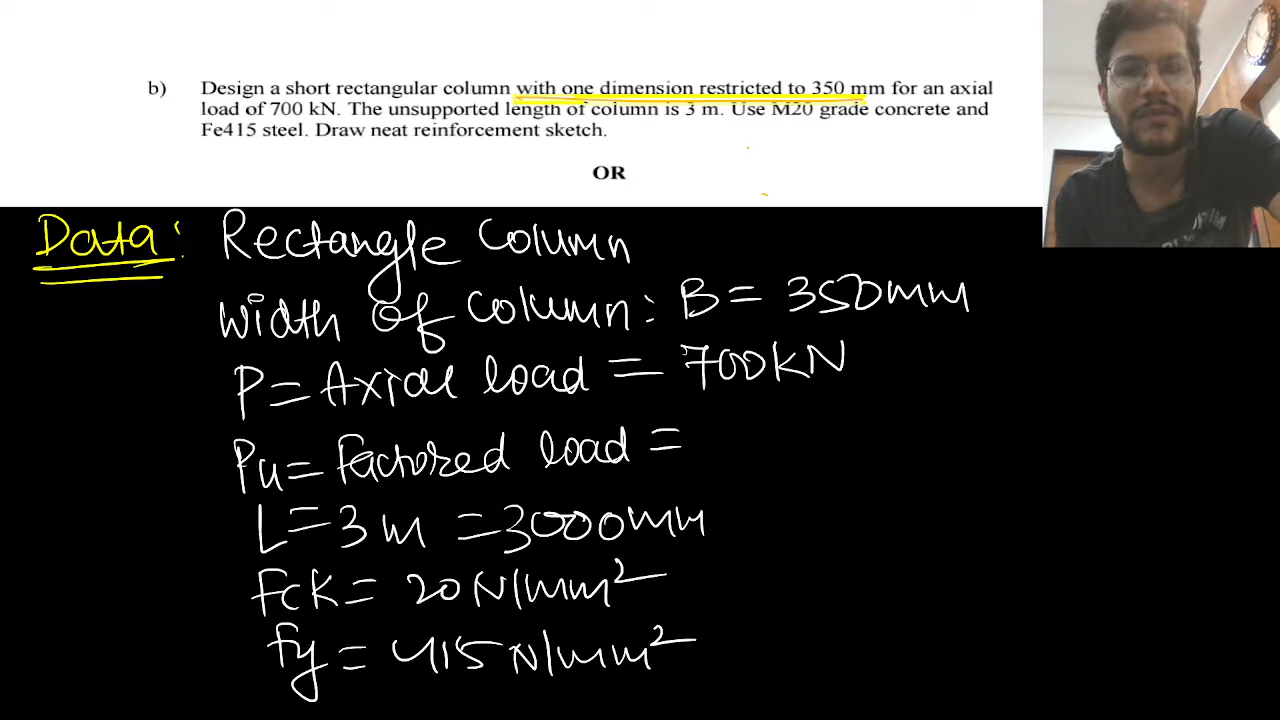 b) Design a short rectangular column with one dimension restricted to 350 mm for an axial
load of 700 kN. The unsupported length of column is 3 m. Use M20 grade concrete and
Fe415 steel. Draw neat reinforcement sketch.
OR
Data: Rectangle Column
Width of column: B = 350mm
P = Axial load = 700kN
Pu = Factored load =
L = 3 m = 3000mm
Fck = 20 N/mm²
fy = 415 N/mm²